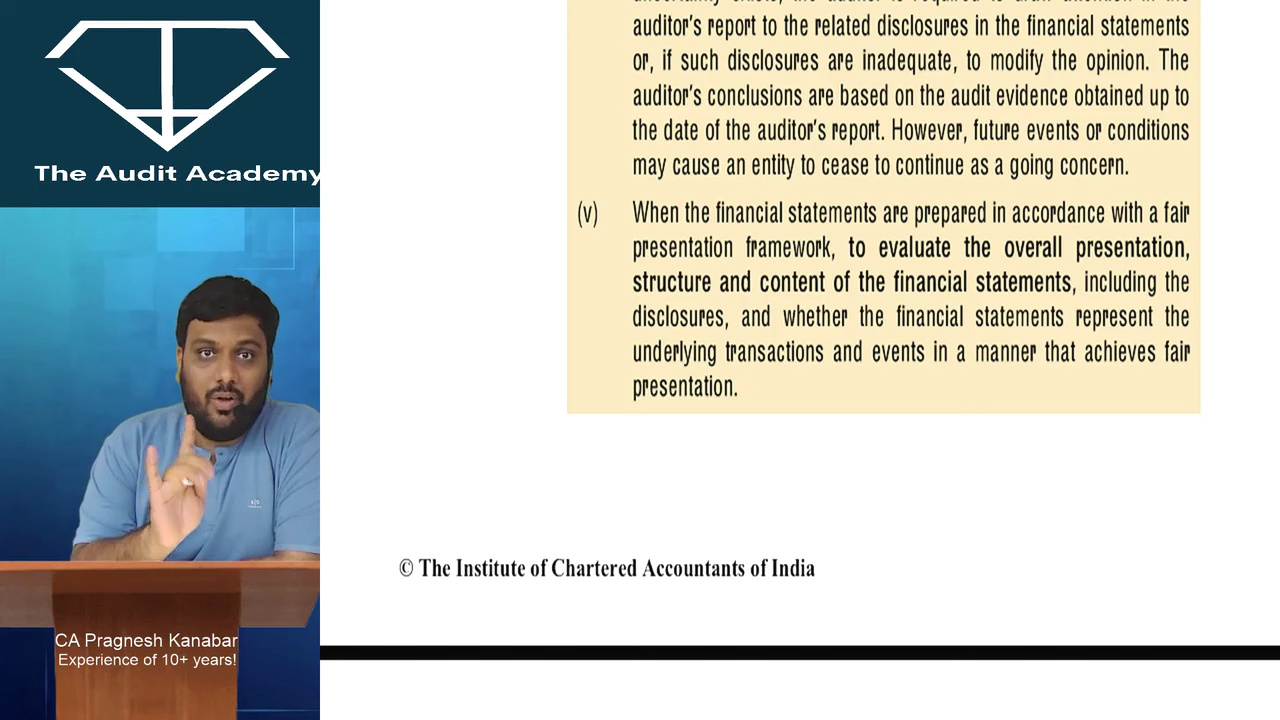 The Audit Academy
CA Pragnesh Kanabar
Experience of 10+ years!
auditor's report to the related disclosures in the financial statements
or, if such disclosures are inadequate, to modify the opinion. The
auditor's conclusions are based on the audit evidence obtained up to
the date of the auditor's report. However, future events or conditions
may cause an entity to cease to continue as a going concern.
(v) When the financial statements are prepared in accordance with a fair
presentation framework, to evaluate the overall presentation,
structure and content of the financial statements, including the
disclosures, and whether the financial statements represent the
underlying transactions and events in a manner that achieves fair
presentation.
© The Institute of Chartered Accountants of India